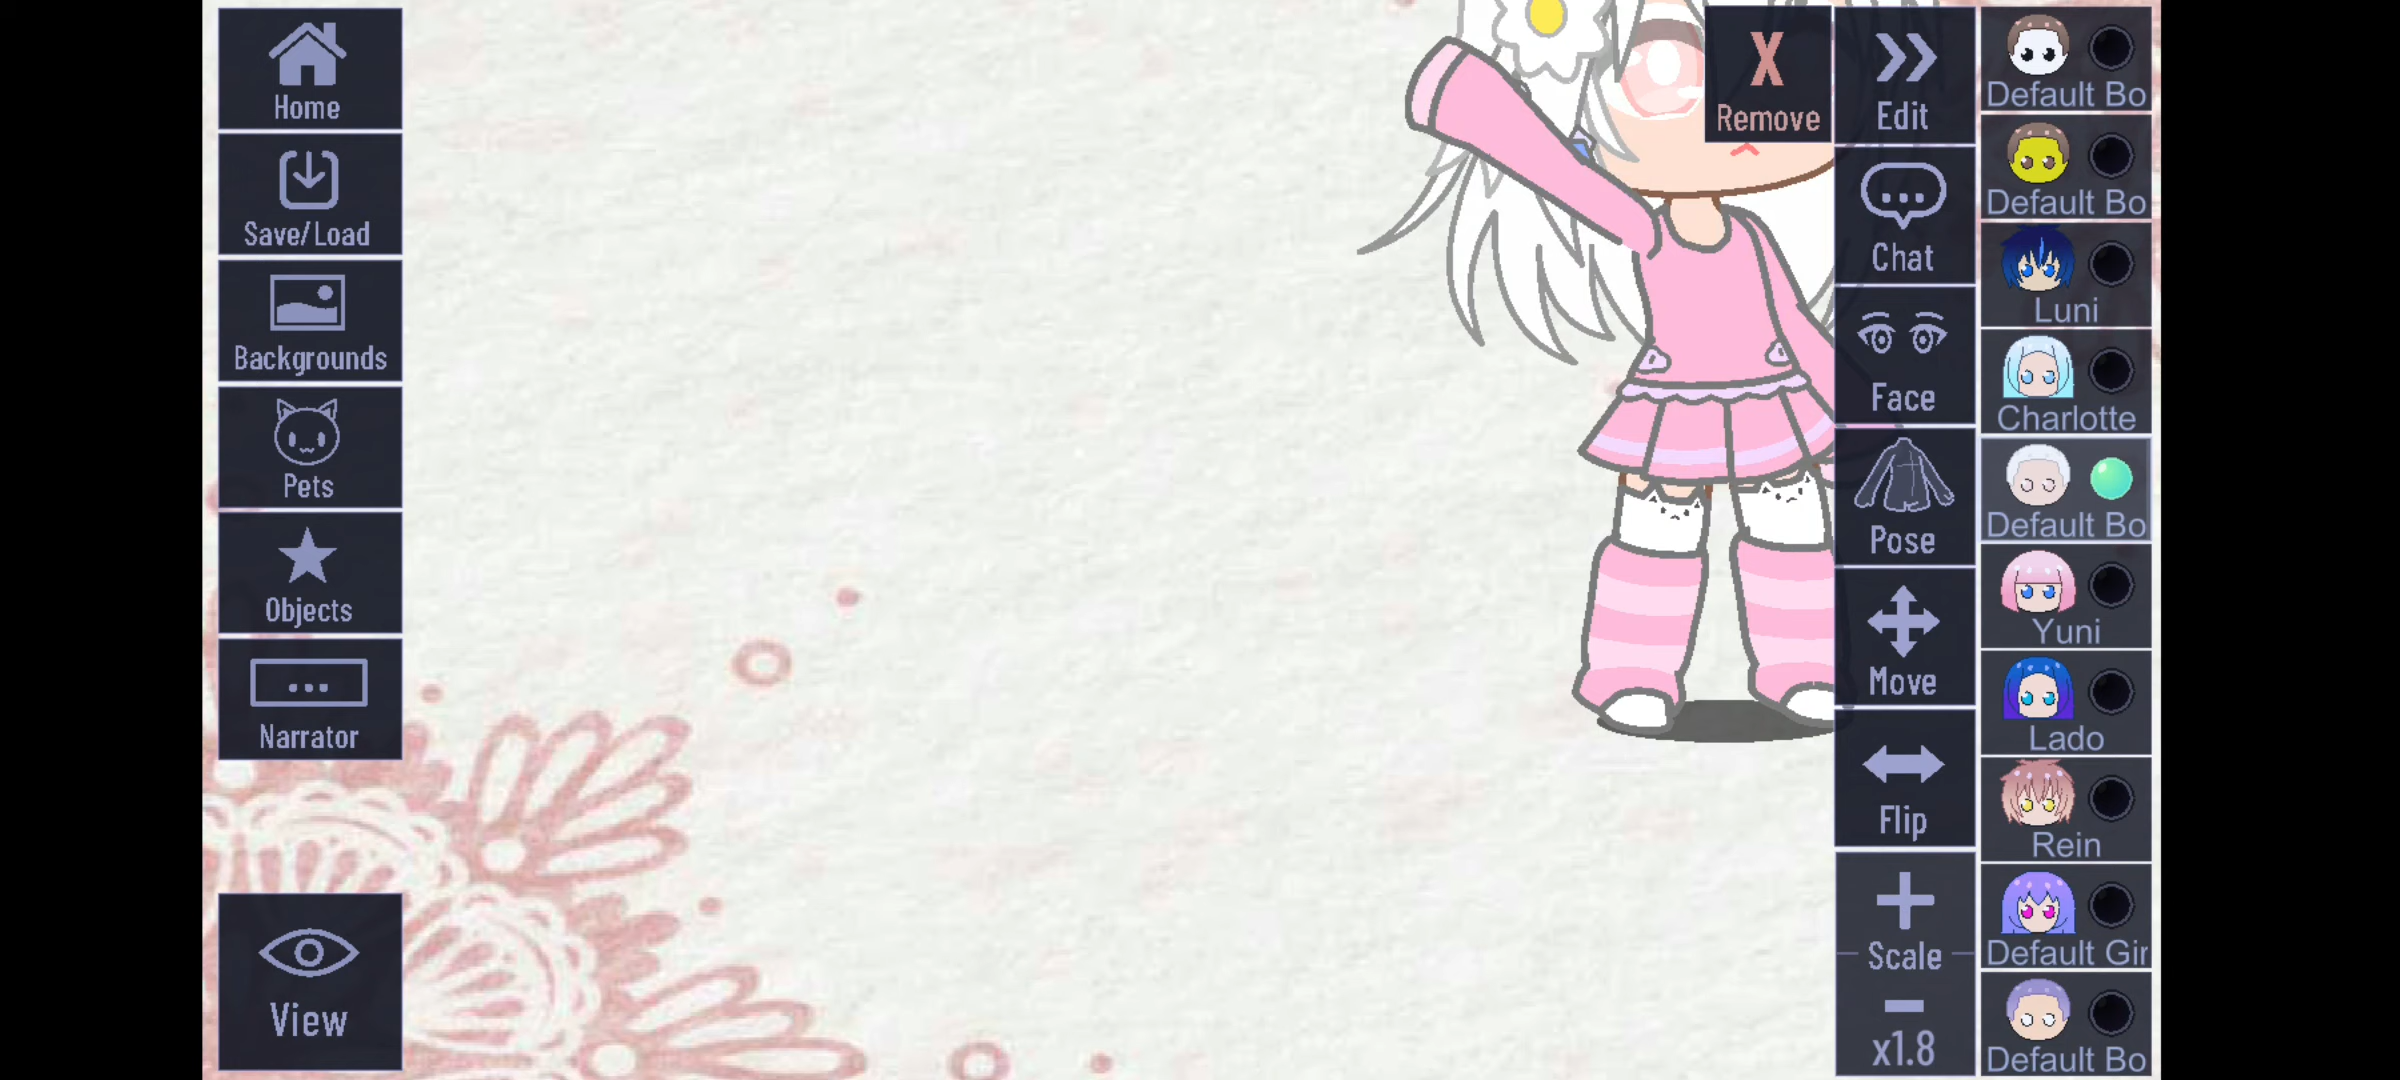 Home
Save/Load
Backgrounds
Pets
Objects
Narrator
View
X
Remove
Edit
Chat
Face
Pose
Move
Flip
Scale
x1.8
Default Bo
Default Bo
Luni
Charlotte
Default Bo
Yuni
Lado
Rein
Default Gir
Default Bo